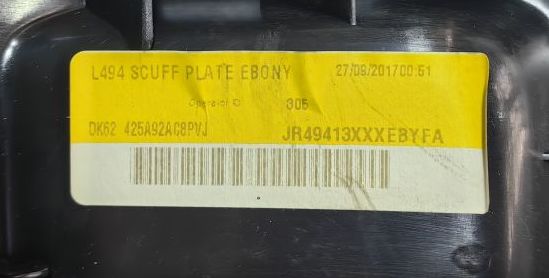 L494 SCUFF PLATE EBONY 27/09/2017 00:51
Operator ID 305
DK62 425A92AC8PVJ JR49413XXXEBYFA